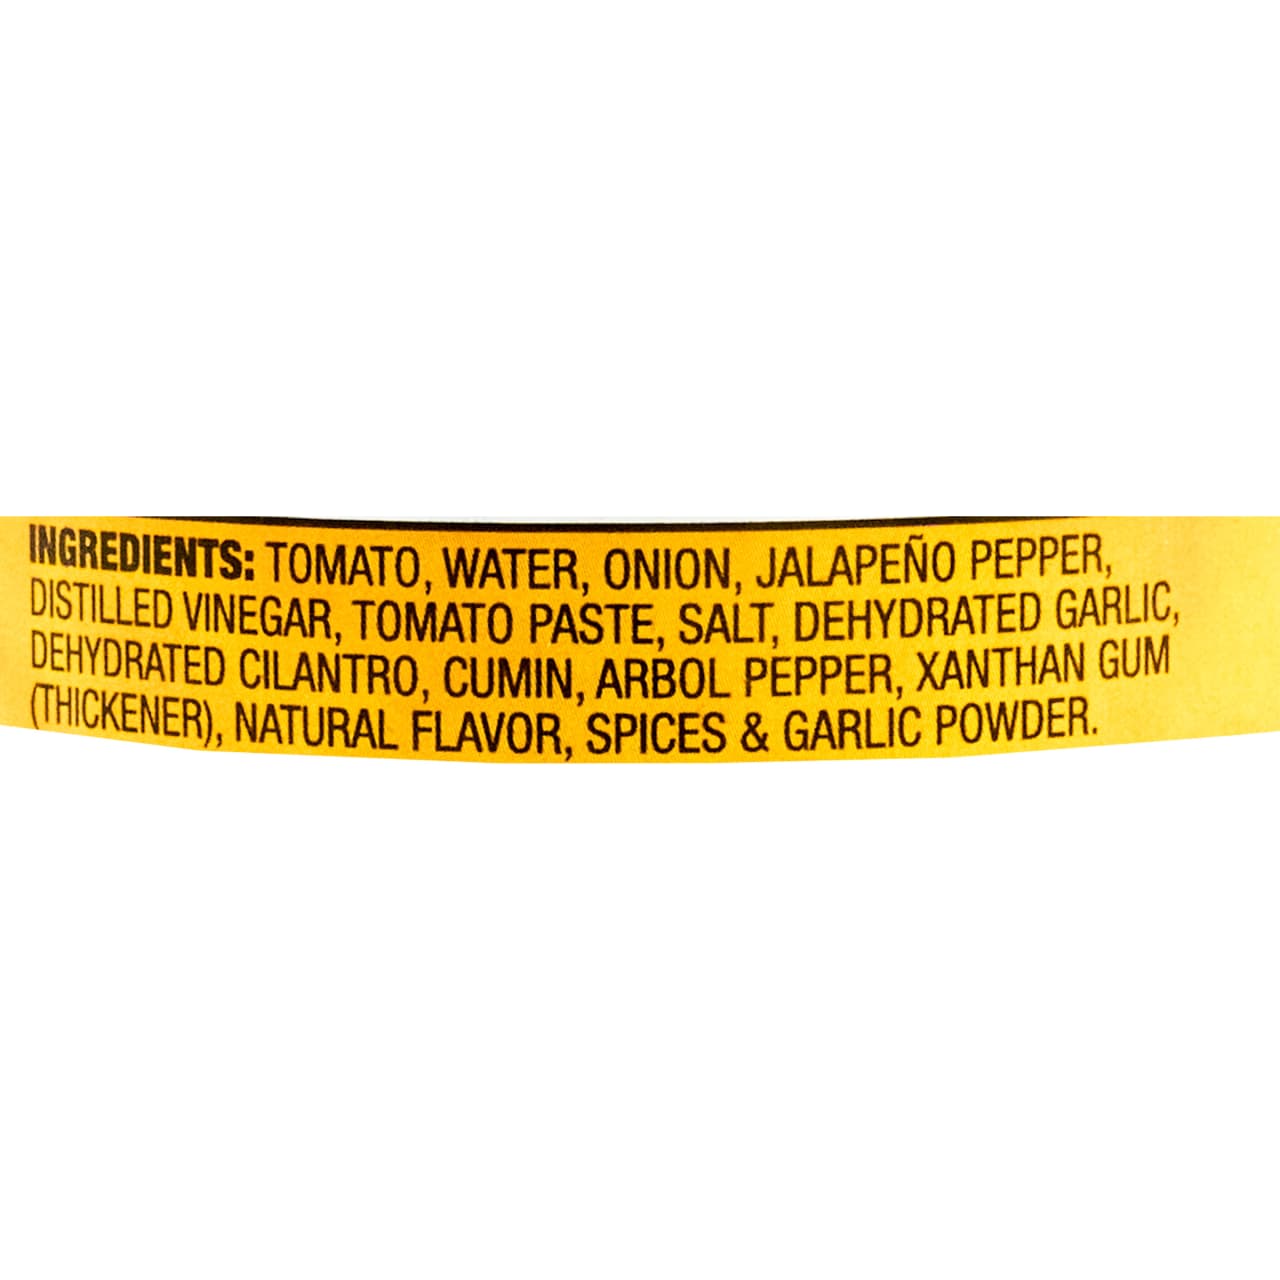 INGREDIENTS: TOMATO, WATER, ONION, JALAPEÑO PEPPER,
DISTILLED VINEGAR, TOMATO PASTE, SALT, DEHYDRATED GARLIC,
DEHYDRATED CILANTRO, CUMIN, ARBOL PEPPER, XANTHAN GUM
(THICKENER), NATURAL FLAVOR, SPICES & GARLIC POWDER.